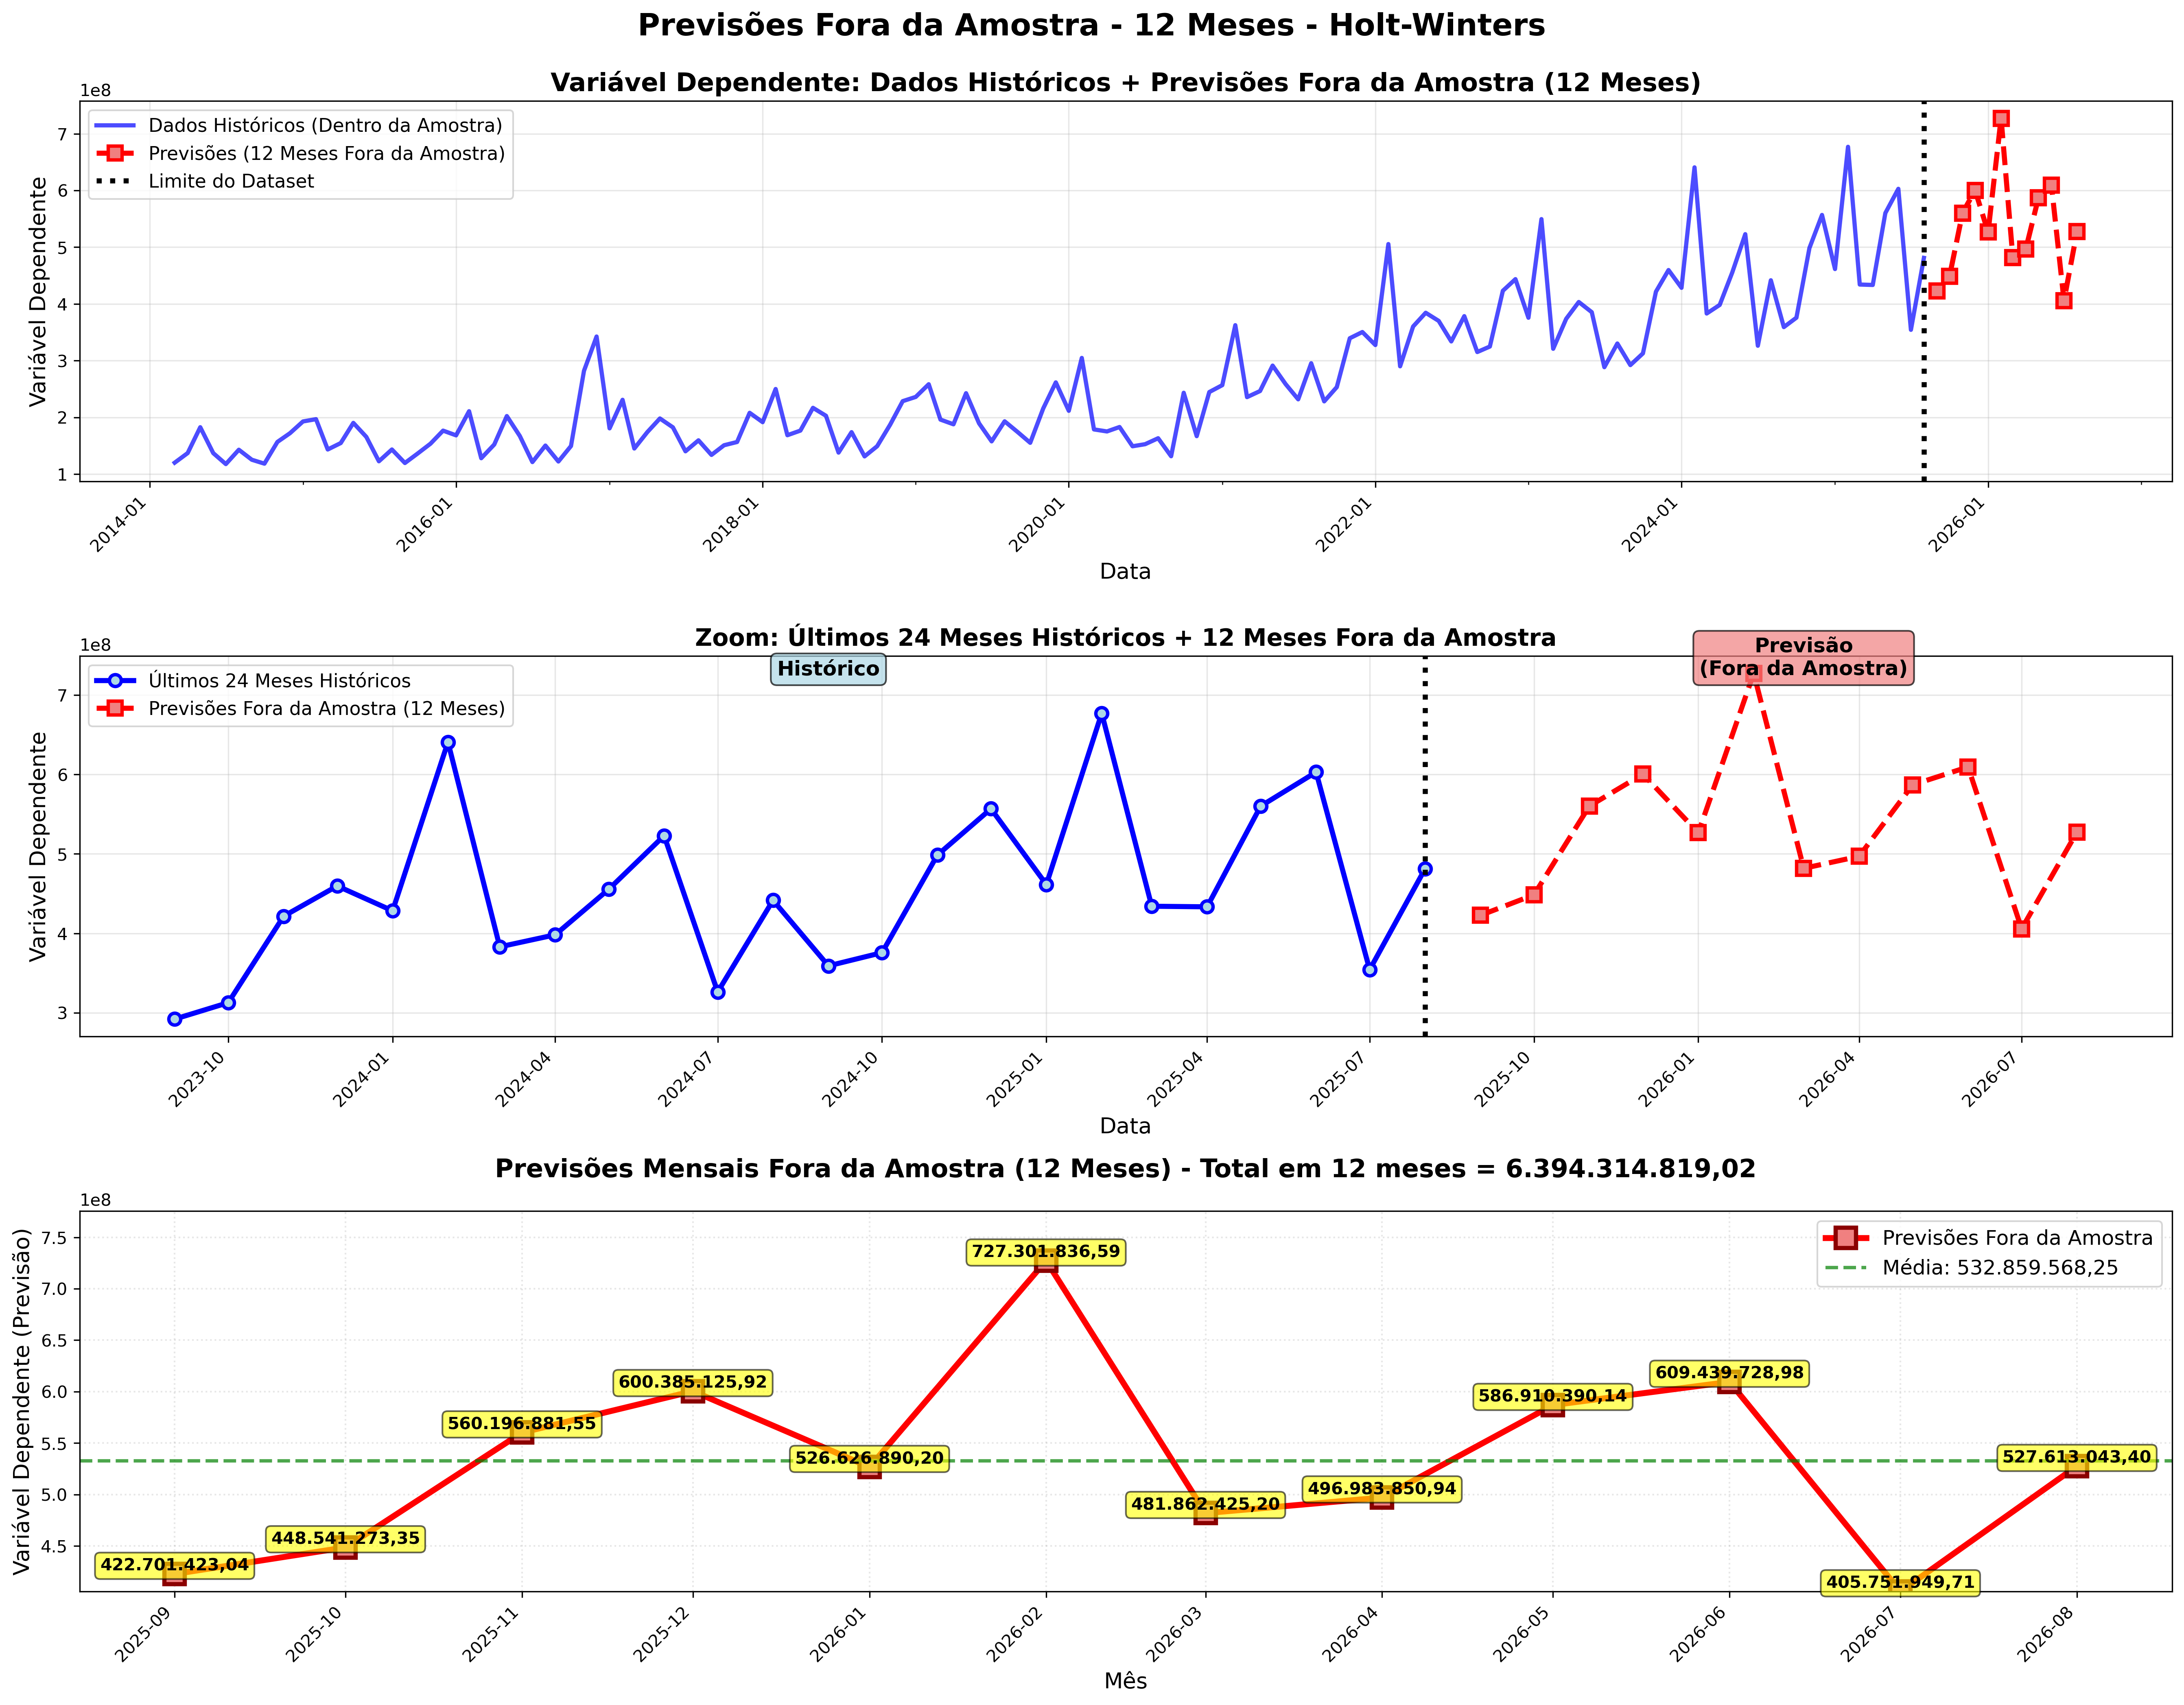 Previsões Fora da Amostra - 12 Meses - Holt-Winters
Variável Dependente: Dados Históricos + Previsões Fora da Amostra (12 Meses)
1e8
Dados Históricos (Dentro da Amostra)
Previsões (12 Meses Fora da Amostra)
Limite do Dataset
Variável Dependente
7
6
5
4
3
2
1
2014-01
2016-01
2018-01
2020-01
2022-01
2024-01
2026-01
Data
Zoom: Últimos 24 Meses Históricos + 12 Meses Fora da Amostra
1e8
Últimos 24 Meses Históricos
Previsões Fora da Amostra (12 Meses)
Histórico
Previsão
(Fora da Amostra)
Variável Dependente
7
6
5
4
3
2023-10
2024-01
2024-04
2024-07
2024-10
2025-01
2025-04
2025-07
2025-10
2026-01
2026-04
2026-07
Data
Previsões Mensais Fora da Amostra (12 Meses) - Total em 12 meses = 6.394.314.819,02
1e8
Previsões Fora da Amostra
Média: 532.859.568,25
Variável Dependente (Previsão)
7.5
7.0
6.5
6.0
5.5
5.0
4.5
422.701.423,04
448.541.273,35
560.196.881,55
600.385.125,92
526.626.890,20
727.301.836,59
481.862.425,20
496.983.850,94
586.910.390,14
609.439.728,98
405.751.949,71
527.613.043,40
2025-09
2025-10
2025-11
2025-12
2026-01
2026-02
2026-03
2026-04
2026-05
2026-06
2026-07
2026-08
Mês